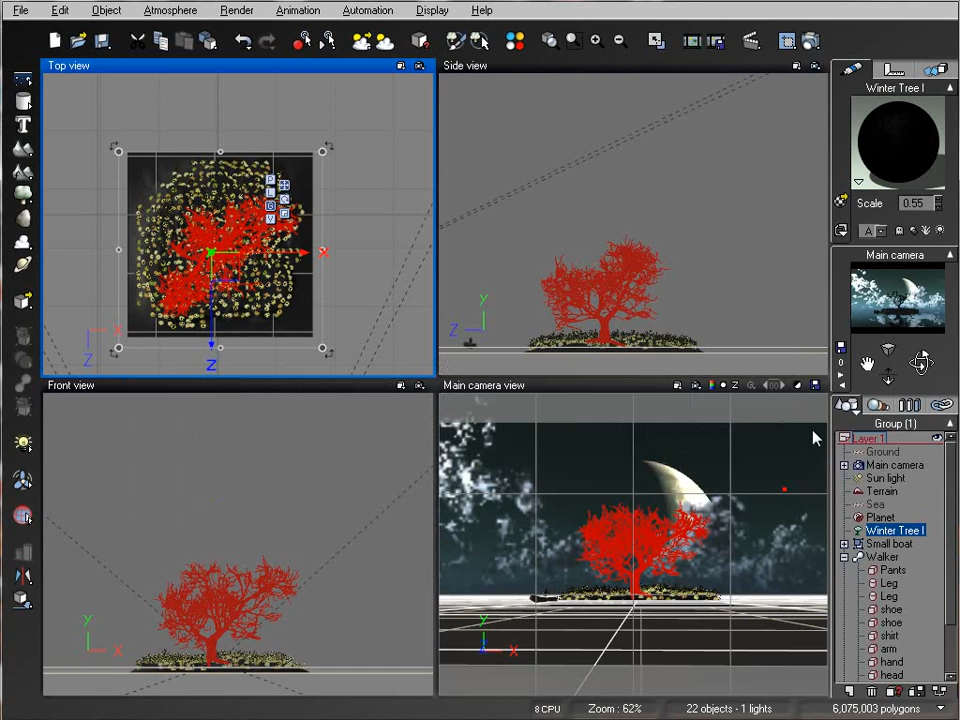 File Edit Object Atmosphere Render Animation Automation Display Help
Top view
Side view
Winter Tree I
Scale 0.55
A
P
L
G
V
X
Z
X
Z
y
Z
Main camera
0
Front view
Main camera view
Z
Group (1)
Layer 1
Ground
Main camera
Sun light
Terrain
Sea
Planet
Winter Tree I
Small boat
Walker
Pants
Leg
Leg
shoe
shoe
shirt
arm
hand
head
y
X
y
X
8 CPU Zoom : 62% 22 objects - 1 lights 6,075,003 polygons